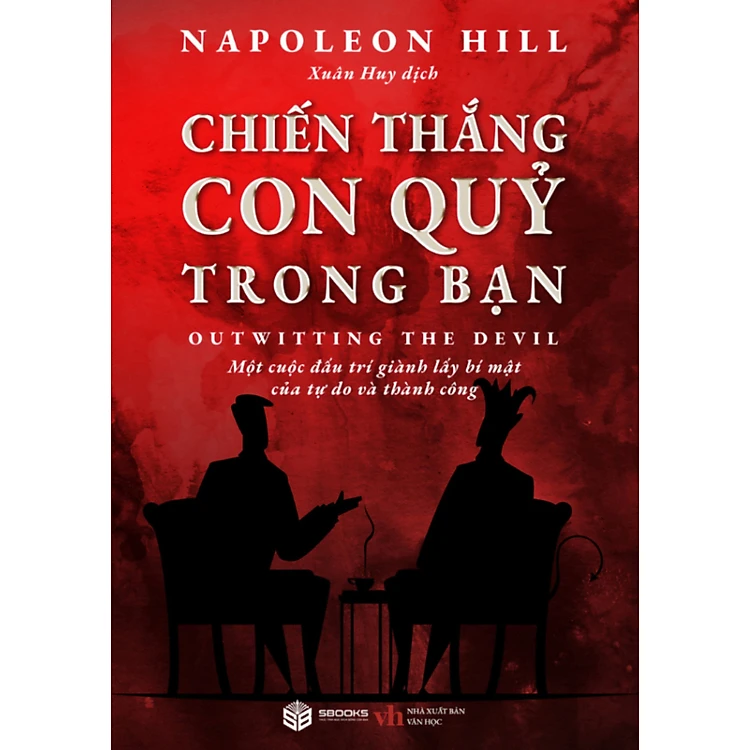 NAPOLEON HILL
Xuân Huy dịch
CHIẾN THẮNG
CON QUỶ
TRONG BẠN
OUTWITTING THE DEVIL
Một cuộc đấu trí giành lấy bí mật
của tự do và thành công
SBOOKS
vh
NHÀ XUẤT BẢN
VĂN HỌC